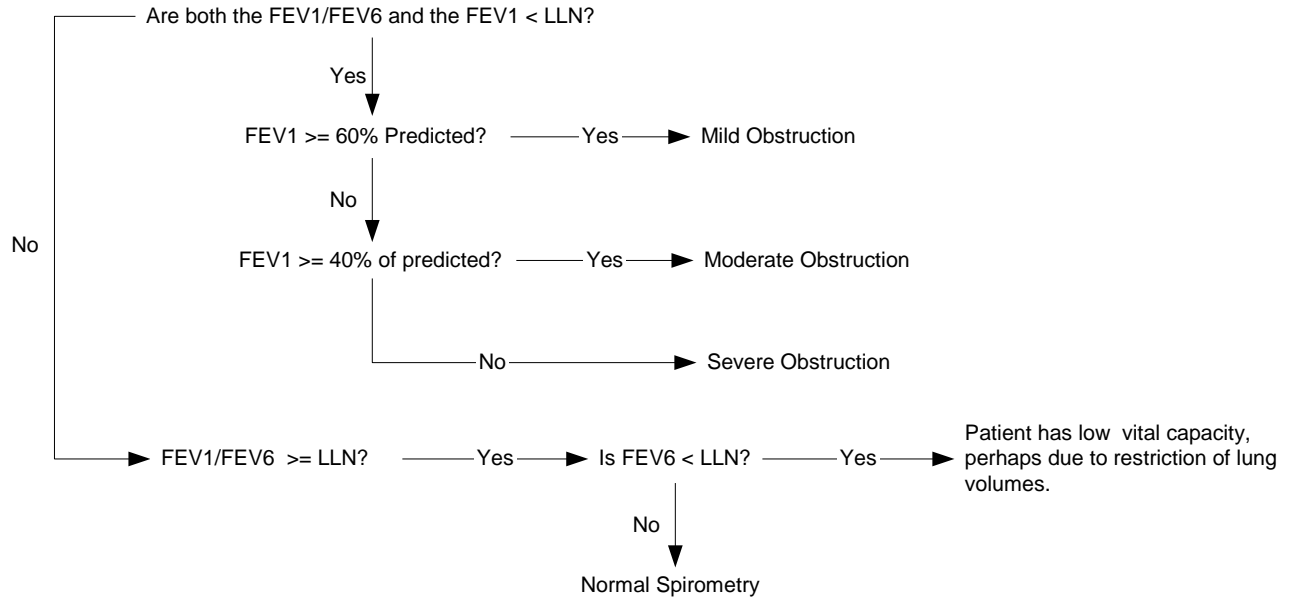 Are both the FEV1/FEV6 and the FEV1 < LLN?
Yes
FEV1 >= 60% Predicted?
Yes
Mild Obstruction
No
No
FEV1 >= 40% of predicted?
Yes
Moderate Obstruction
No
Severe Obstruction
FEV1/FEV6 >= LLN?
Yes
Is FEV6 < LLN?
Yes
Patient has low vital capacity,
perhaps due to restriction of lung
volumes.
No
Normal Spirometry